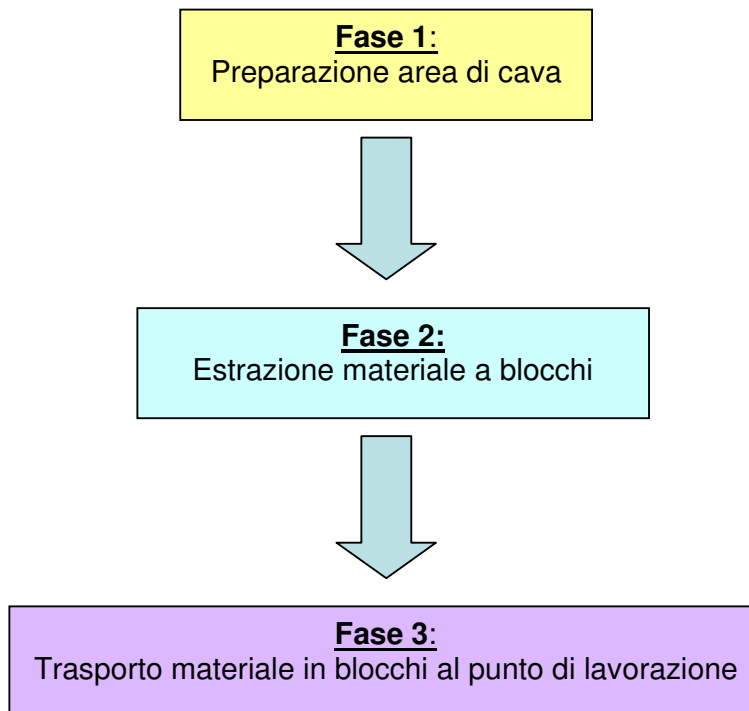 Fase 1:
Preparazione area di cava
Fase 2:
Estrazione materiale a blocchi
Fase 3:
Trasporto materiale in blocchi al punto di lavorazione